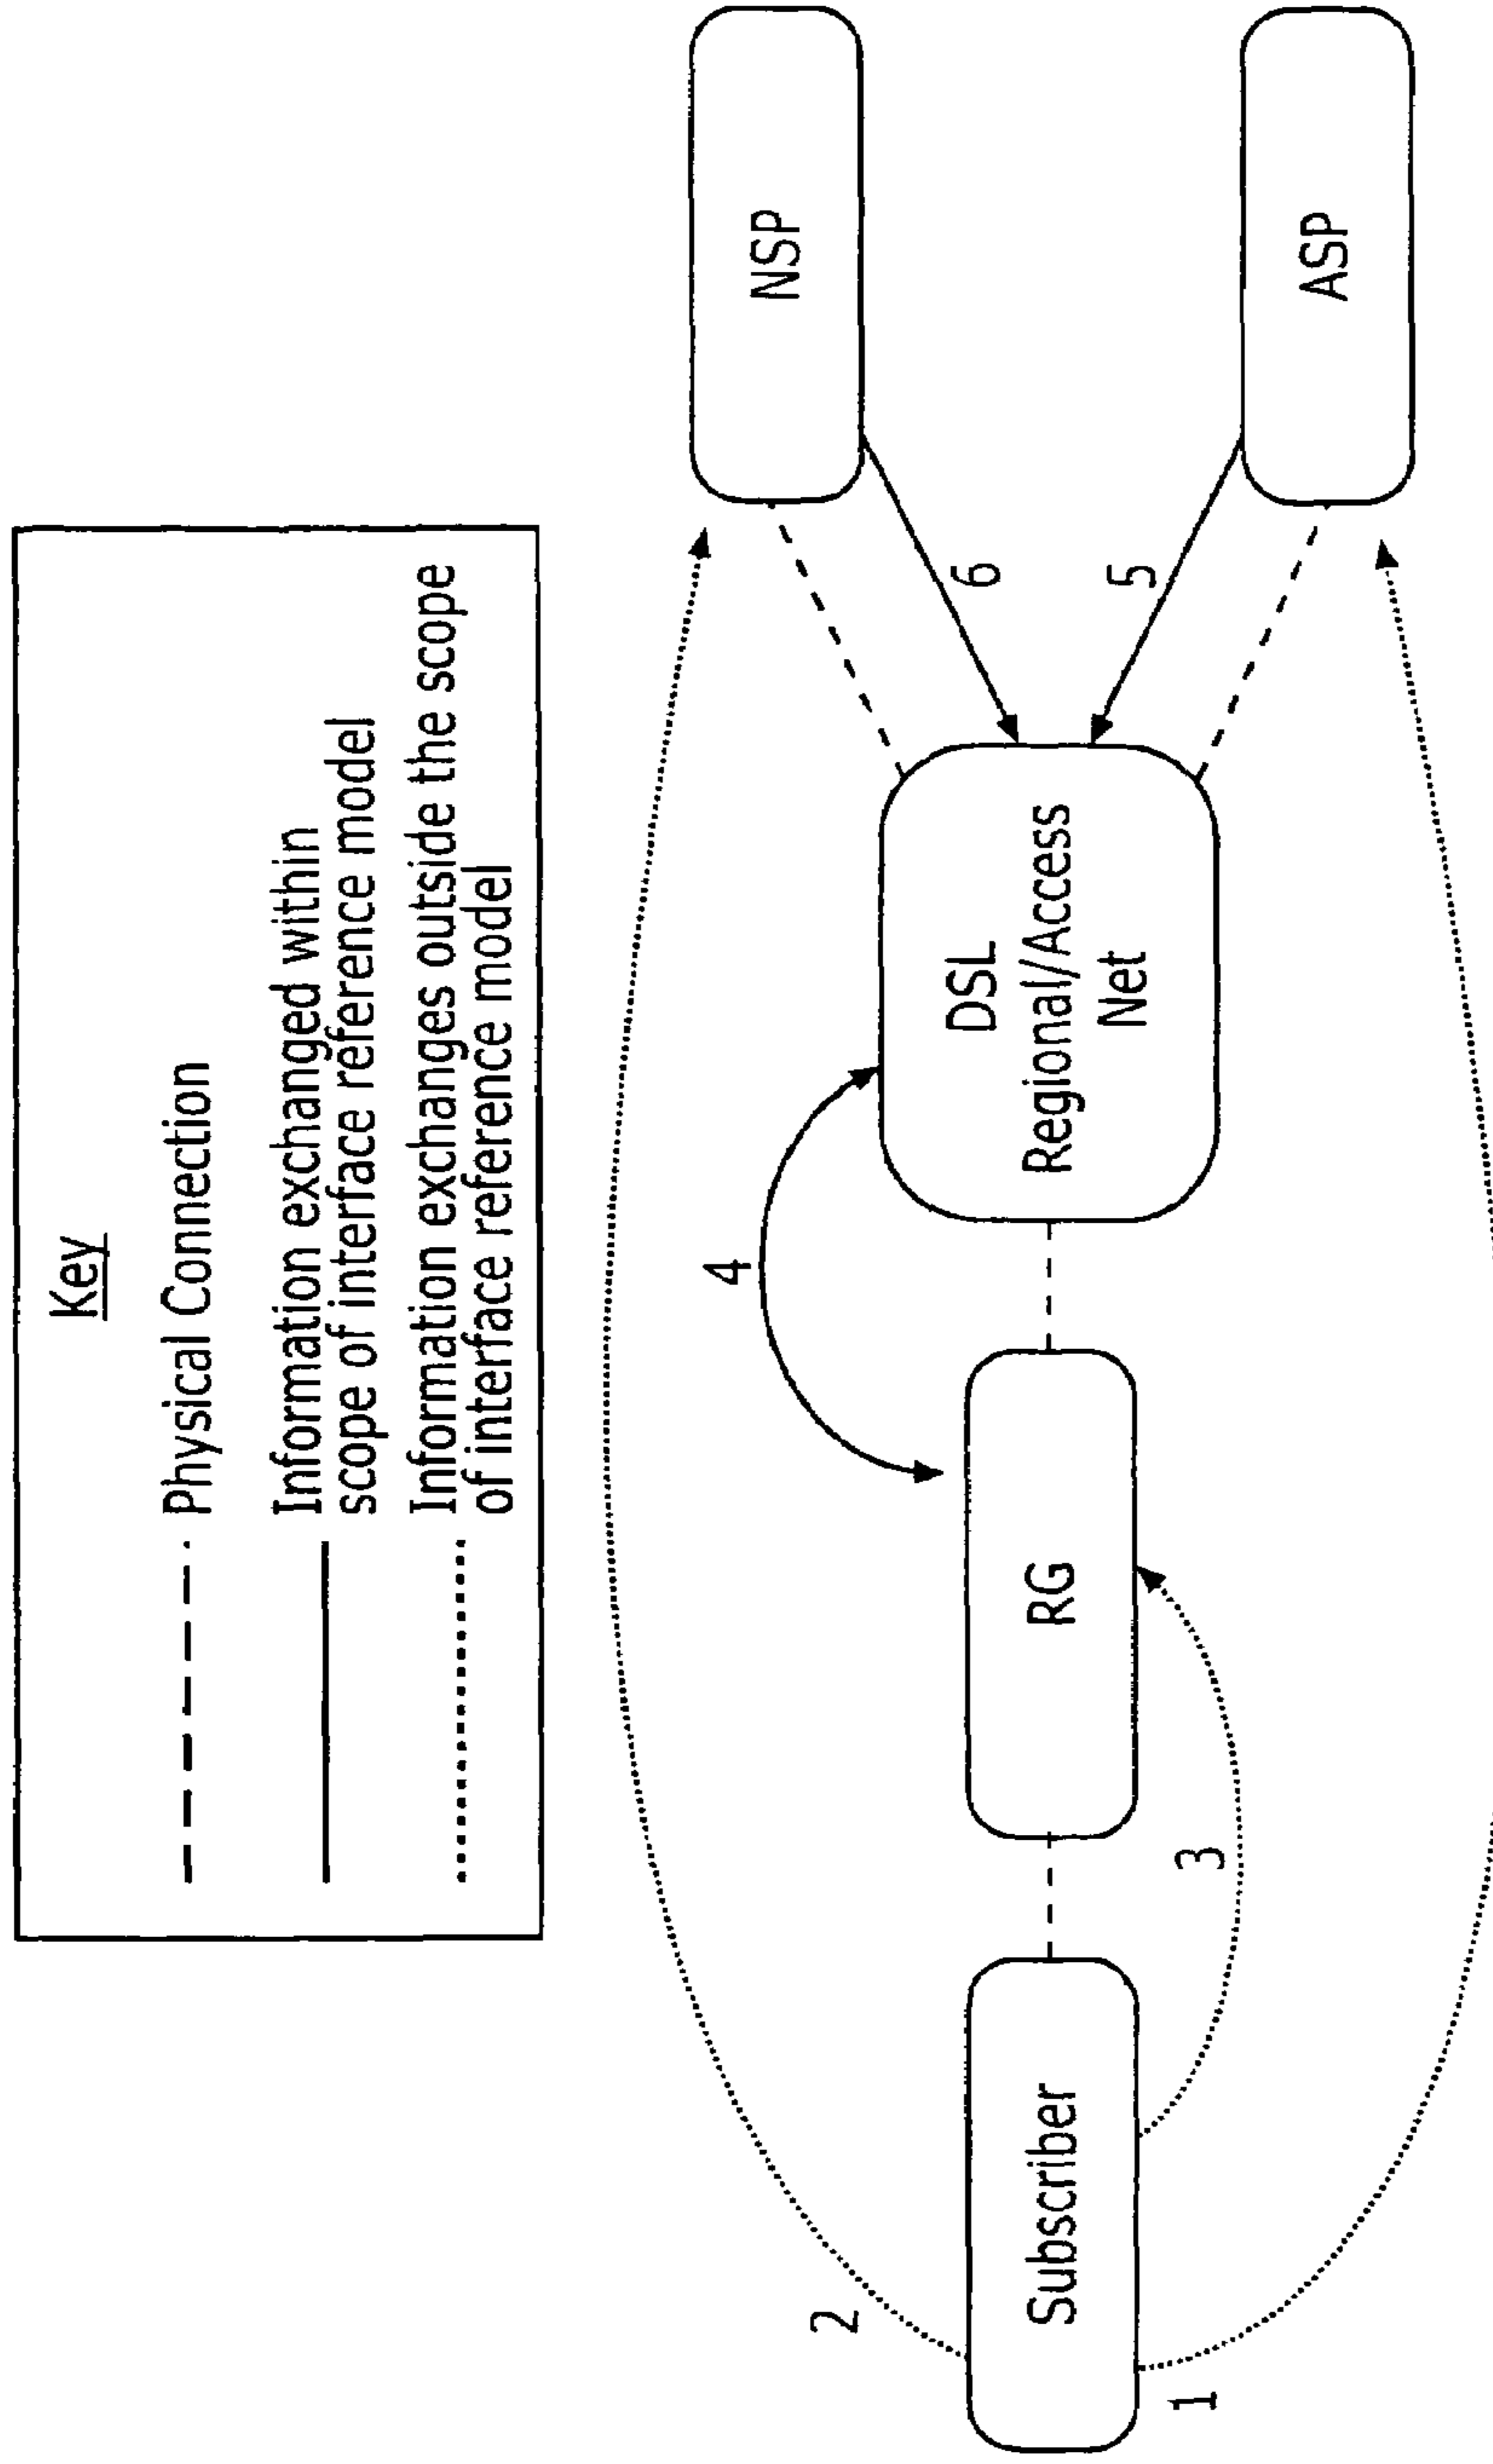 Key
Physical Connection
Information exchanged within
scope of interface reference model
Information exchanges outside the scope
of interface reference model
2
4
NSP
6
Subscriber
RG
DSL
Regional/Access
Net
5
1
3
ASP